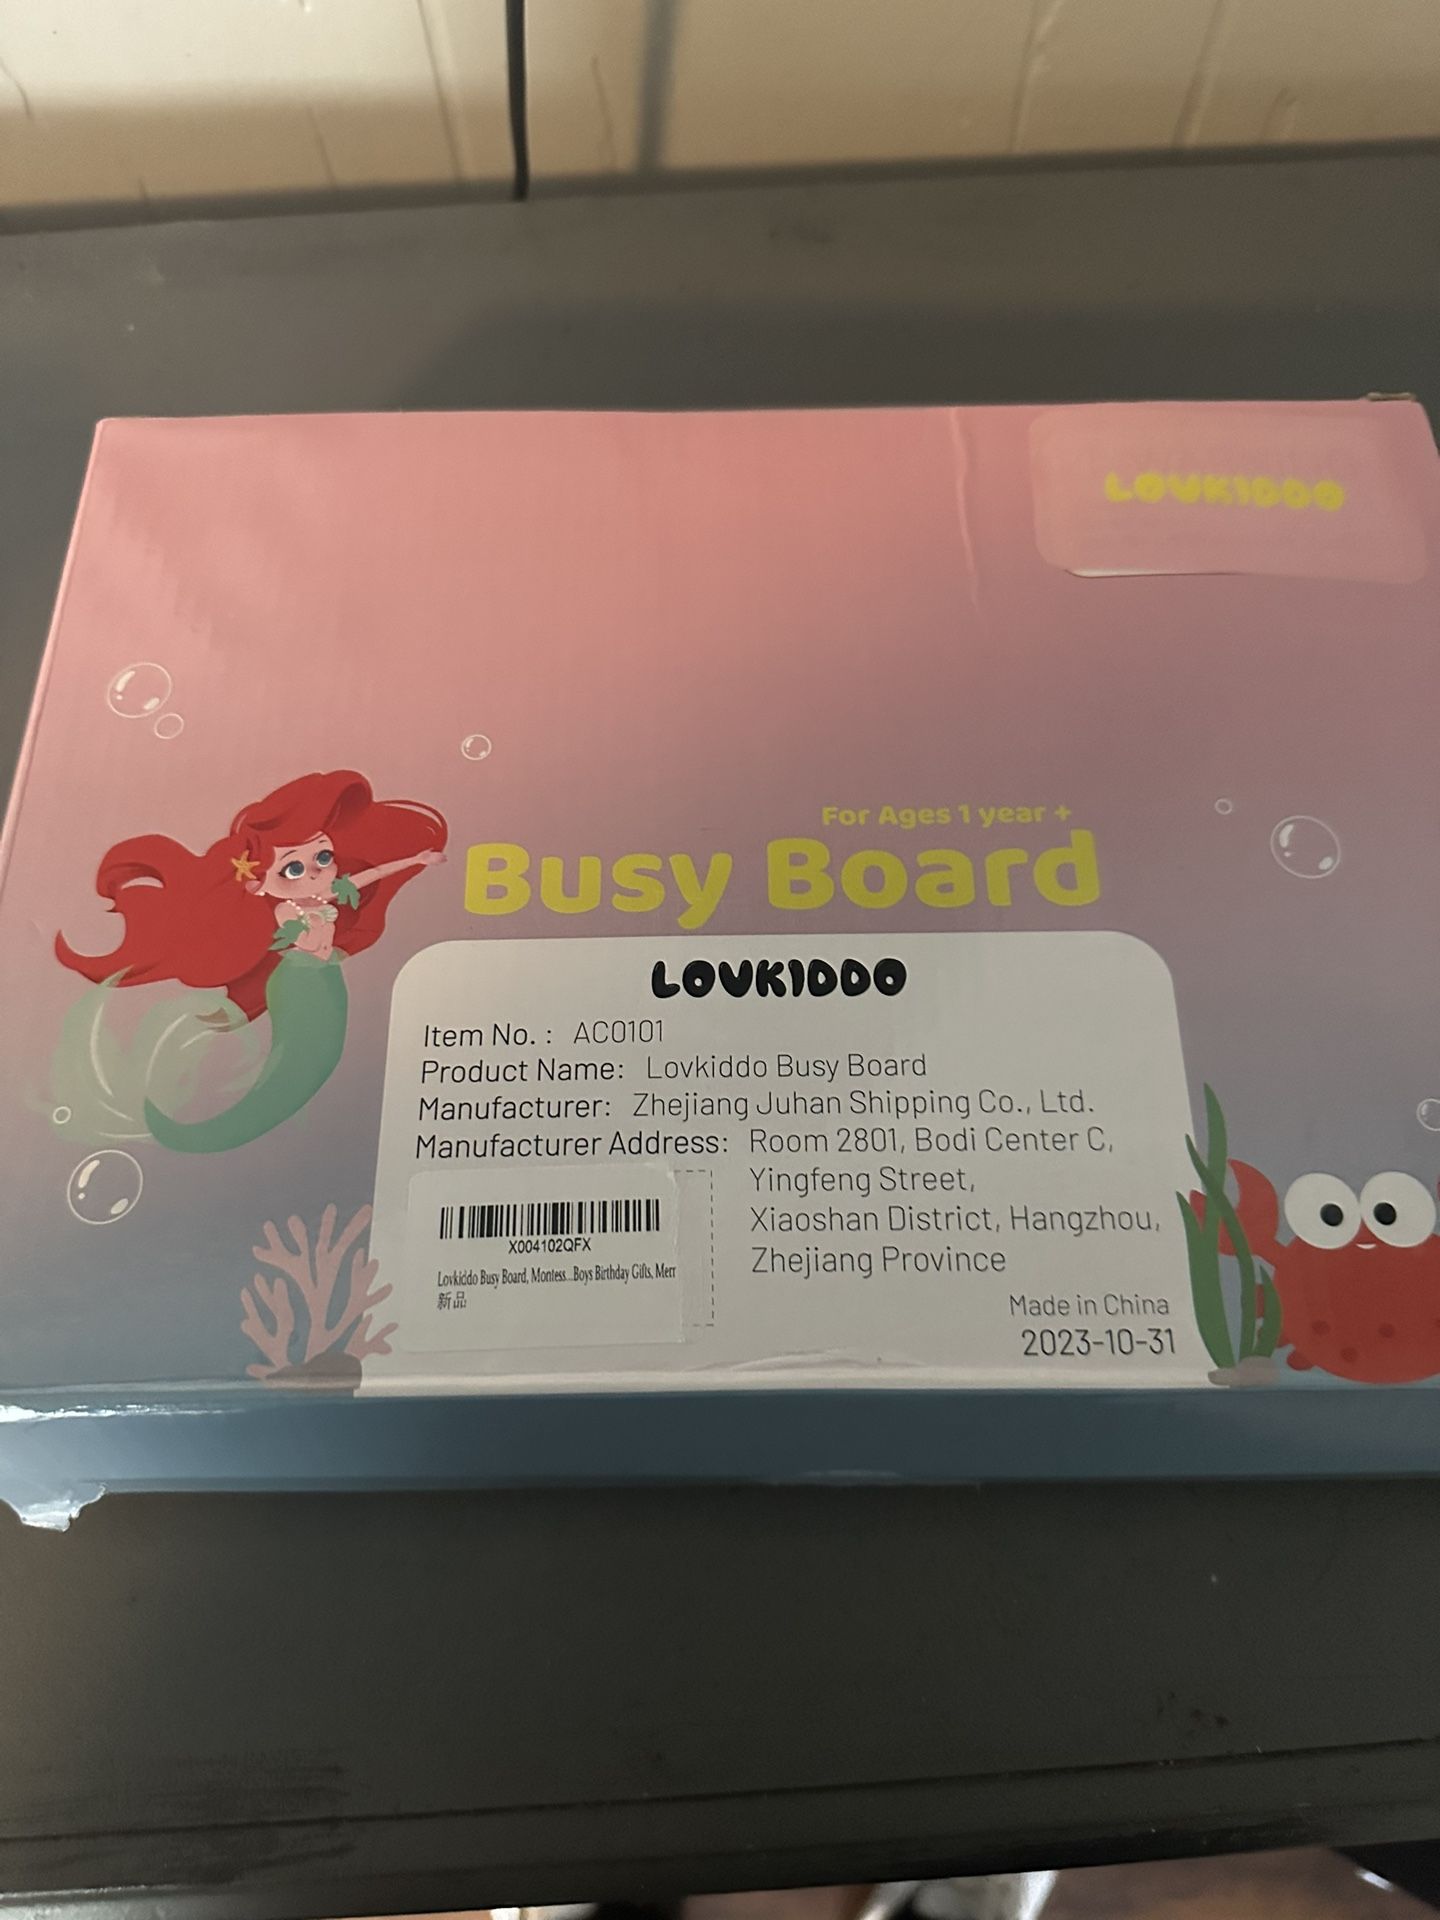 LOVKIDDO
For Ages 1 year +
Busy Board
LOVKIDDO
Item No. : AC0101
Product Name: Lovkiddo Busy Board
Manufacturer: Zhejiang Juhan Shipping Co., Ltd.
Manufacturer Address: Room 2801, Bodi Center C,
Yingfeng Street,
Xiaoshan District, Hangzhou,
Zhejiang Province
X004102QFX
Lovkiddo Busy Board, Montess...Boys Birthday Gifts, Merr
新品
Made in China
2023-10-31